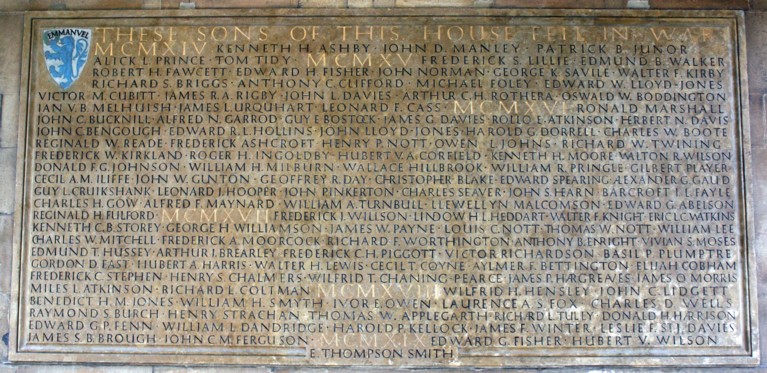 EMMANVEL
THESE SONS OF THIS HOUSE FELL IN WAR
MCMXIV KENNETH H. ASHBY · JOHN D. MANLEY · PATRICK B. JUNOR
ALICK L. PRINCE · TOM TIDY · MCMXV FREDERICK S. LILLIE · EDMUND B. WALKER
ROBERT H. FAWCETT · EDWARD H. FISHER · JOHN NORMAN · GEORGE K. SAVILE · WALTER F. KIRBY
RICHARD S. BRIGGS · ANTHONY C. CLIFFORD · MICHAEL FOLEY · EDWARD W. LLOYD-JONES
VICTOR M. CUBITT · JAMES R.A. RIGBY · JOHN L. DAVIES · ARTHUR G.H. ROTHERA · OSWALD W. BODDINGTON
IAN V.B. MELHUISH · JAMES L. URQUHART · LEONARD F. CASS · MCMXVI RONALD MARSHALL
JOHN C. BUCKNILL · ALFRED N. GARROD · GUY E. BOSTOCK · JAMES G. DAVIES · ROLLO E. ATKINSON · HERBERT N. DAVIS
JOHN C. BENGOUGH · EDWARD R.L. HOLLINS · JOHN LLOYD-JONES · HAROLD G. DORRELL · CHARLES W. BOOTE
REGINALD W. READE · FREDERICK ASHCROFT · HENRY P. NOTT · OWEN L. JOHNS · RICHARD W. TWINING
FREDERICK W. KIRKLAND · ROGER H. INGOLDBY · HUBERT V.A. CORFIELD · KENNETH H. MOORE · WALTON R. WILSON
DONALD F.G. JOHNSON · WILLIAM H. MILBURN · WALLACE HILLBROOK · WILLIAM R. PRINGLE · GILBERT PLAYER
CECIL A.M. ILIFFE · JOHN W. GUNTON · GEOFFREY R. DAY · CHRISTOPHER BLAKE · EDWARD SPEARING · ALEXANDER G. GAULD
GUY L. CRUIKSHANK · LEONARD J. HOOPER · JOHN PINKERTON · CHARLES SEAVER · JOHN S. HEARN · BARCROFT J.L. FAYLE
CHARLES H. GOW · ALFRED F. MAYNARD · WILLIAM A. TURNBULL · LLEWELLYN MALCOMSON · EDWARD G. ABELSON
REGINALD H. FULFORD · MCMXVII FREDERICK J. WILLSON · LINDOW H.L. HEDDART · WALTER F. KNIGHT · ERIC L.C. WATKINS
KENNETH C.B. STOREY · GEORGE H. WILLIAMSON · JAMES W. PAYNE · LOUIS C. NOTT · THOMAS W. NOTT · WILLIAM LEE
CHARLES W. MITCHELL · FREDERICK A. MOORCOCK · RICHARD F. WORTHINGTON · ANTHONY B. ENRIGHT · VIVIAN S. MOSES
EDMUND T. HUSSEY · ARTHUR J. BREARLEY · FREDERICK C.H. PIGGOTT · VICTOR RICHARDSON · BASIL P. PLUMPTRE
GORDON D. EAST · HUBERT A. HARRIS · WALTER H. LEWIS · CECIL T. COYNE · AYLMER F. BETTINGTON · ELIJAH COBHAM
FREDERICK C. STEPHEN · HENRY S. CHALMERS · WILFRED T. CHANING-PEARCE · JAMES P. HARGREAVES · JAMES O. MORRIS
MILES L. ATKINSON · RICHARD E. COLTMAN · MCMXVIII WILFRID H. HENSLEY · JOHN C. LIDGETT
BENEDICT H.M. JONES · WILLIAM H. SMYTH · IVOR E. OWEN · LAURENCE A.S. FOX · CHARLES D. WELLS
RAYMOND S. BURCH · HENRY STRACHAN · THOMAS W. APPLEGARTH · RICHARD L. TULLY · DONALD H. HARRISON
EDWARD G.P. FENN · WILLIAM L. DANDRIDGE · HAROLD P. KELLOCK · JAMES F. WINTER · LESLIE F. ST.J. DAVIES
JAMES S.B. BROUGH · JOHN C.M. FERGUSON · MCMXIX EDWARD G. FISHER · HUBERT V. WILSON
E. THOMPSON SMITH